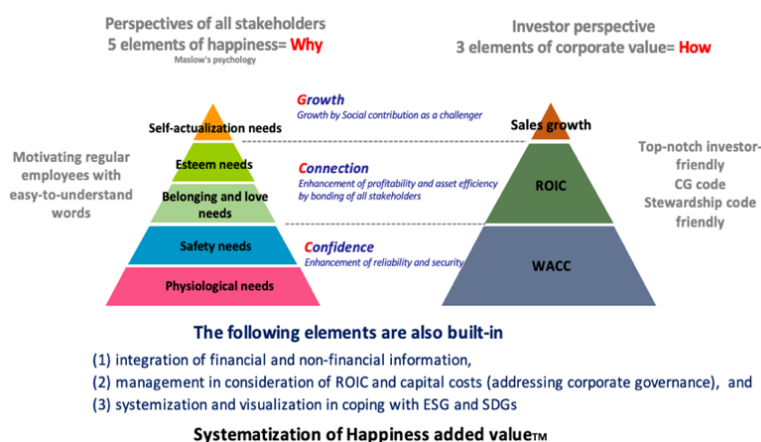 Perspectives of all stakeholders
5 elements of happiness= Why
Maslow's psychology
Investor perspective
3 elements of corporate value= How
Motivating regular
employees with
easy-to-understand
words
Self-actualization needs
Esteem needs
Belonging and love
needs
Safety needs
Physiological needs
Growth
Growth by Social contribution as a challenger
Connection
Enhancement of profitability and asset efficiency
by bonding of all stakeholders
Confidence
Enhancement of reliability and security
Sales growth
ROIC
WACC
Top-notch investor-
friendly
CG code
Stewardship code
friendly
The following elements are also built-in
(1) integration of financial and non-financial information,
(2) management in consideration of ROIC and capital costs (addressing corporate governance), and
(3) systemization and visualization in coping with ESG and SDGs
Systematization of Happiness added value™